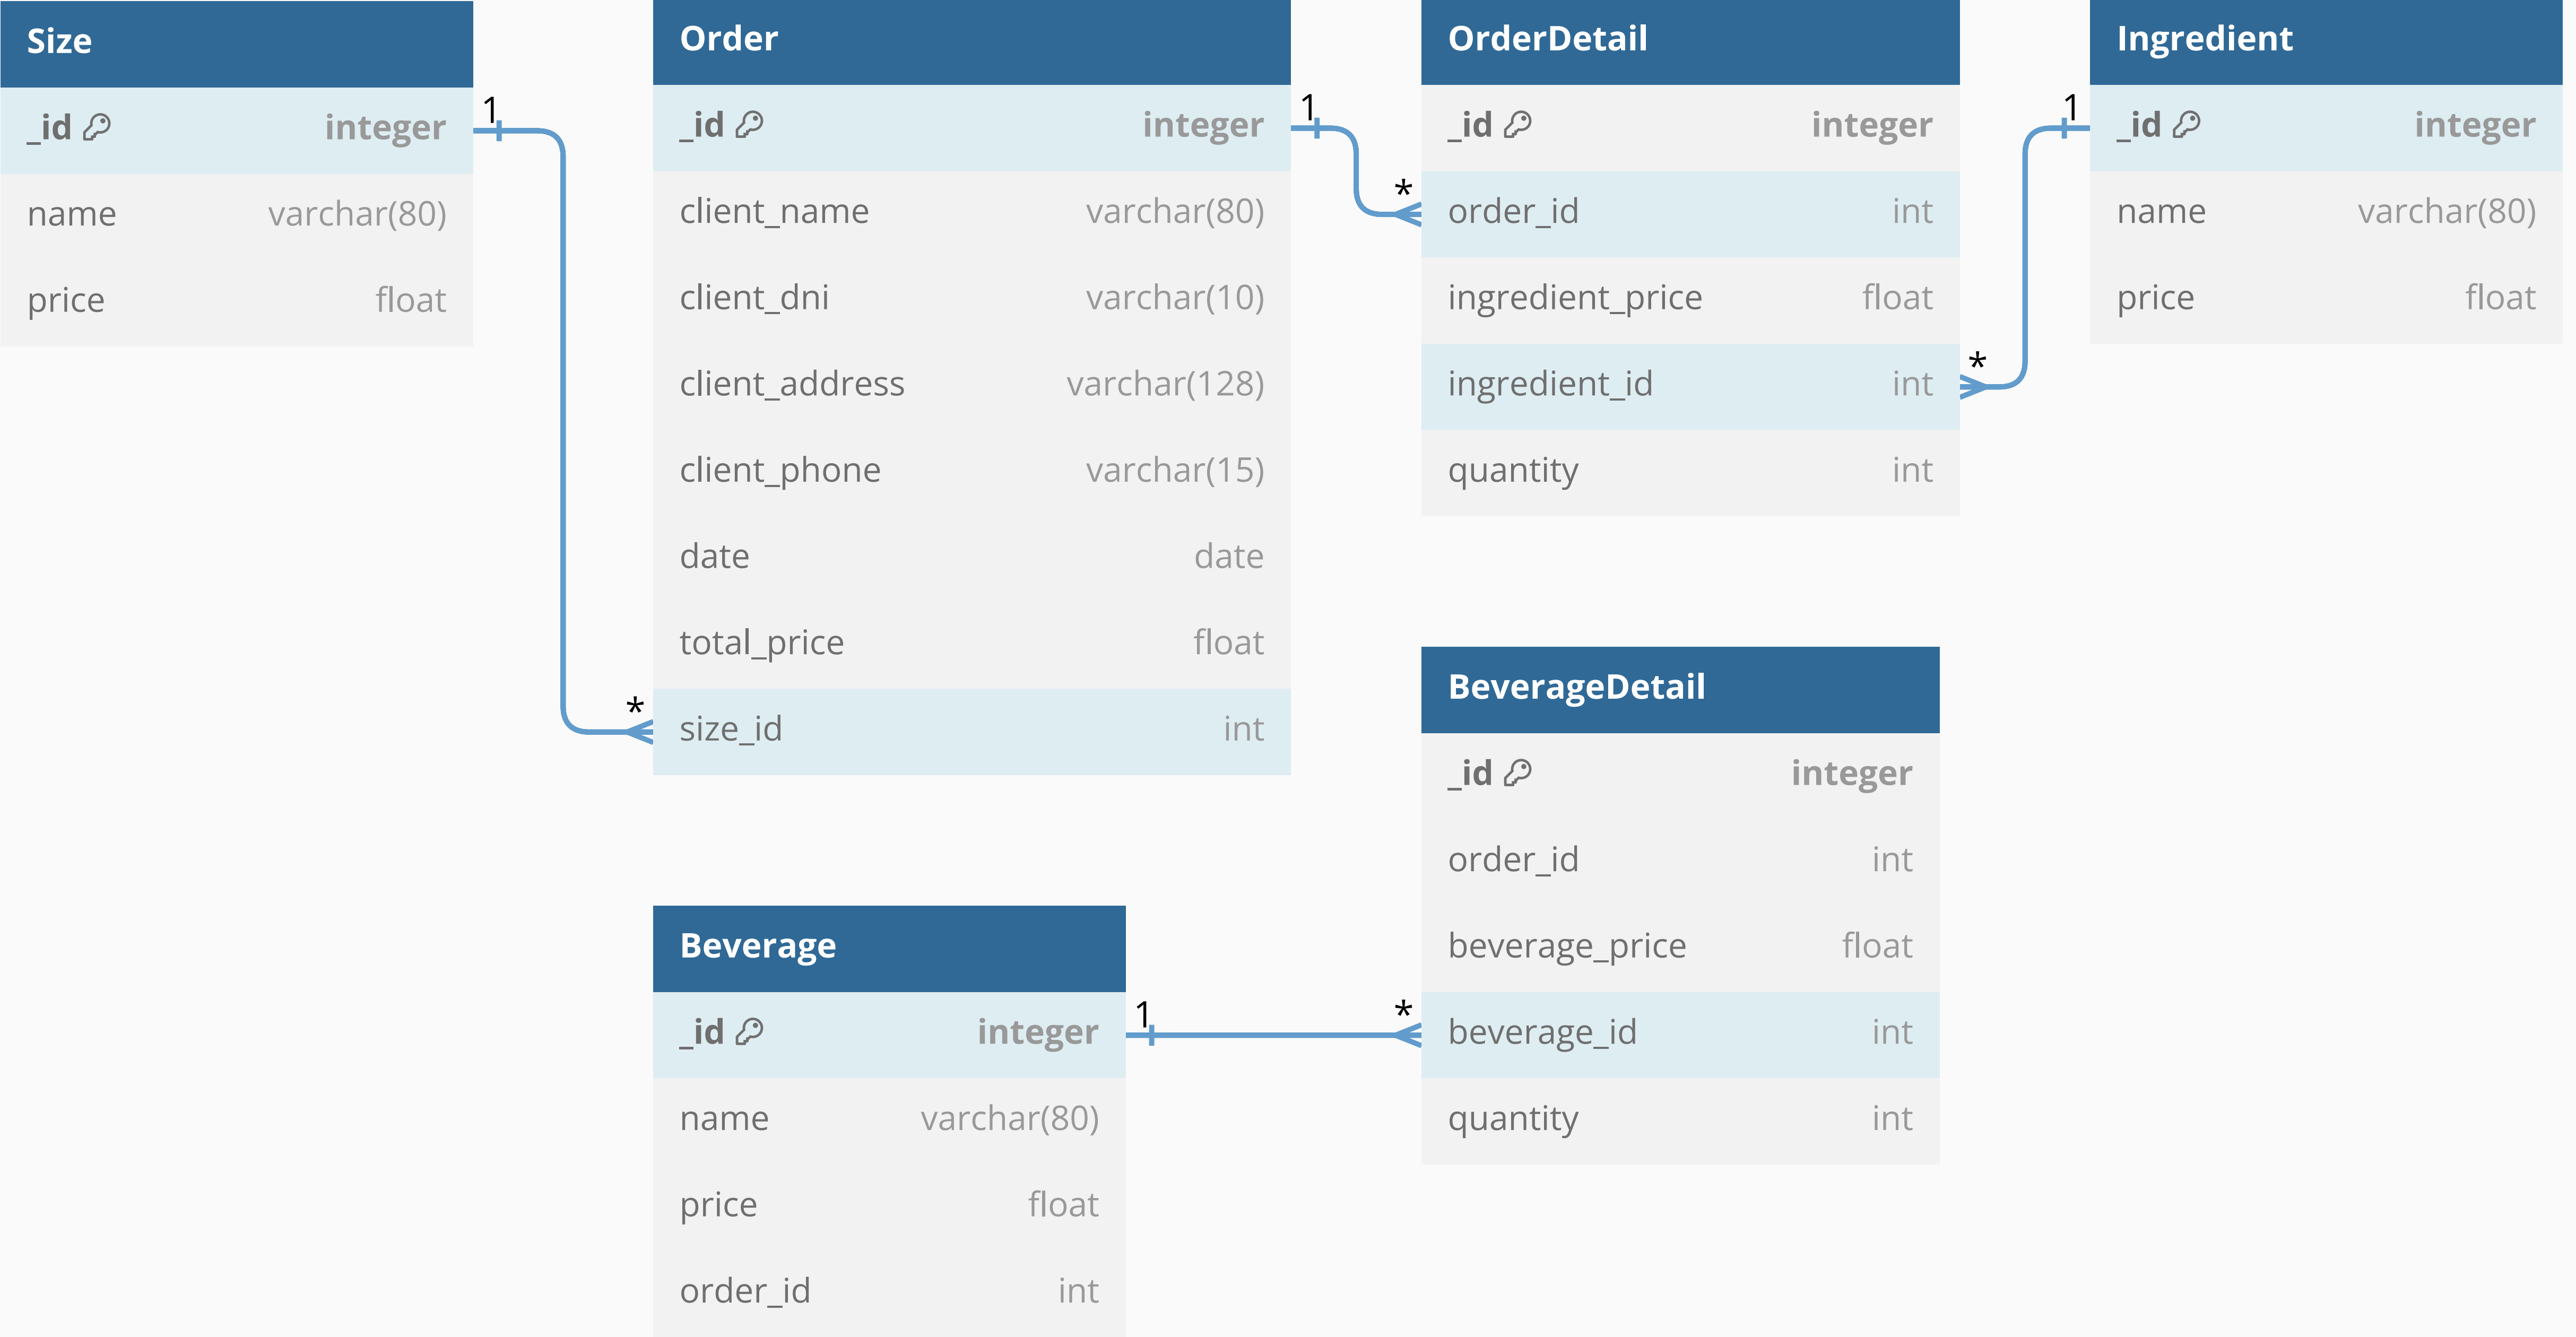 Size
_id integer
name varchar(80)
price float
1
*
Order
_id integer
client_name varchar(80)
client_dni varchar(10)
client_address varchar(128)
client_phone varchar(15)
date date
total_price float
size_id int
1
*
OrderDetail
_id integer
order_id int
ingredient_price float
ingredient_id int
quantity int
*
1
Ingredient
_id integer
name varchar(80)
price float
Beverage
_id integer
name varchar(80)
price float
order_id int
1
*
BeverageDetail
_id integer
order_id int
beverage_price float
beverage_id int
quantity int